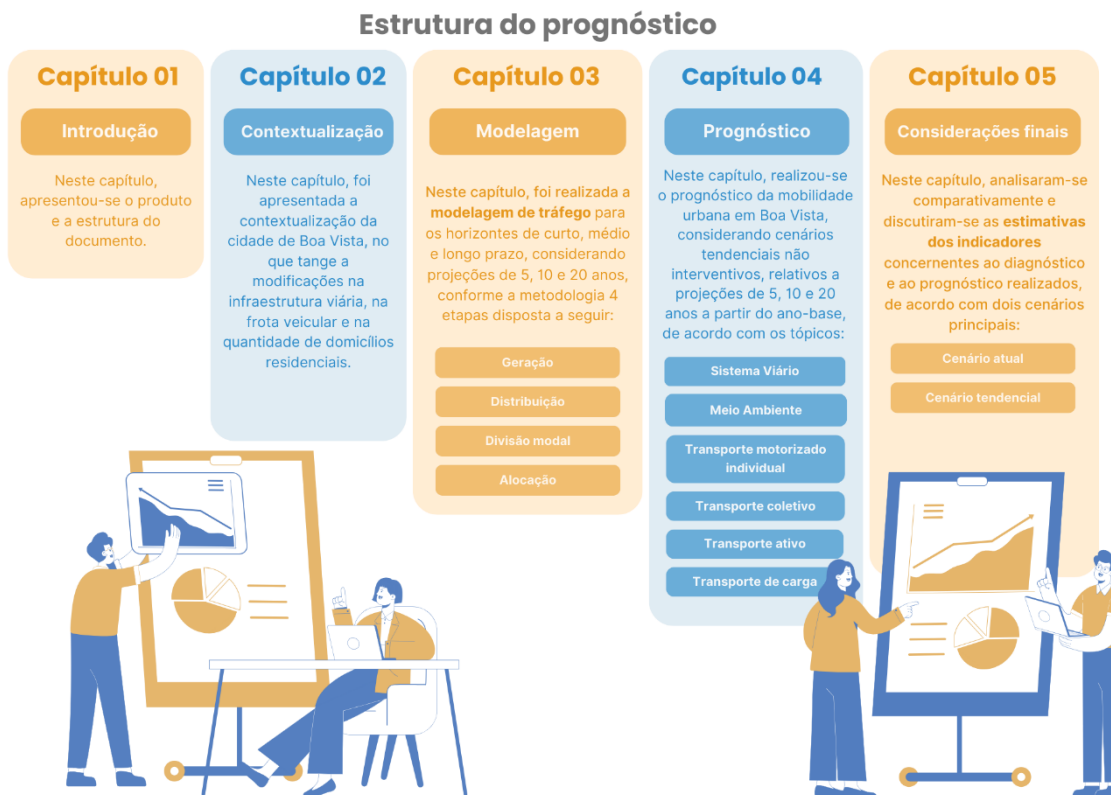 Estrutura do prognóstico
Capítulo 01
Introdução
Neste capítulo,
apresentou-se o produto
e a estrutura do
documento.
Capítulo 02
Contextualização
Neste capítulo, foi
apresentada a
contextualização da
cidade de Boa Vista, no
que tange a
modificações na
infraestrutura viária, na
frota veicular e na
quantidade de domicílios
residenciais.
Capítulo 03
Modelagem
Neste capítulo, foi realizada a
modelagem de tráfego para
os horizontes de curto, médio
e longo prazo, considerando
projeções de 5, 10 e 20 anos,
conforme a metodologia 4
etapas disposta a seguir:
Geração
Distribuição
Divisão modal
Alocação
Capítulo 04
Prognóstico
Neste capítulo, realizou-se
o prognóstico da mobilidade
urbana em Boa Vista,
considerando cenários
tendenciais não
interventivos, relativos a
projeções de 5, 10 e 20
anos a partir do ano-base,
de acordo com os tópicos:
Sistema Viário
Meio Ambiente
Transporte motorizado
individual
Transporte coletivo
Transporte ativo
Transporte de carga
Capítulo 05
Considerações finais
Neste capítulo, analisaram-se
comparativamente e
discutiram-se as estimativas
dos indicadores
concernentes ao diagnóstico
e ao prognóstico realizados,
de acordo com dois cenários
principais:
Cenário atual
Cenário tendencial